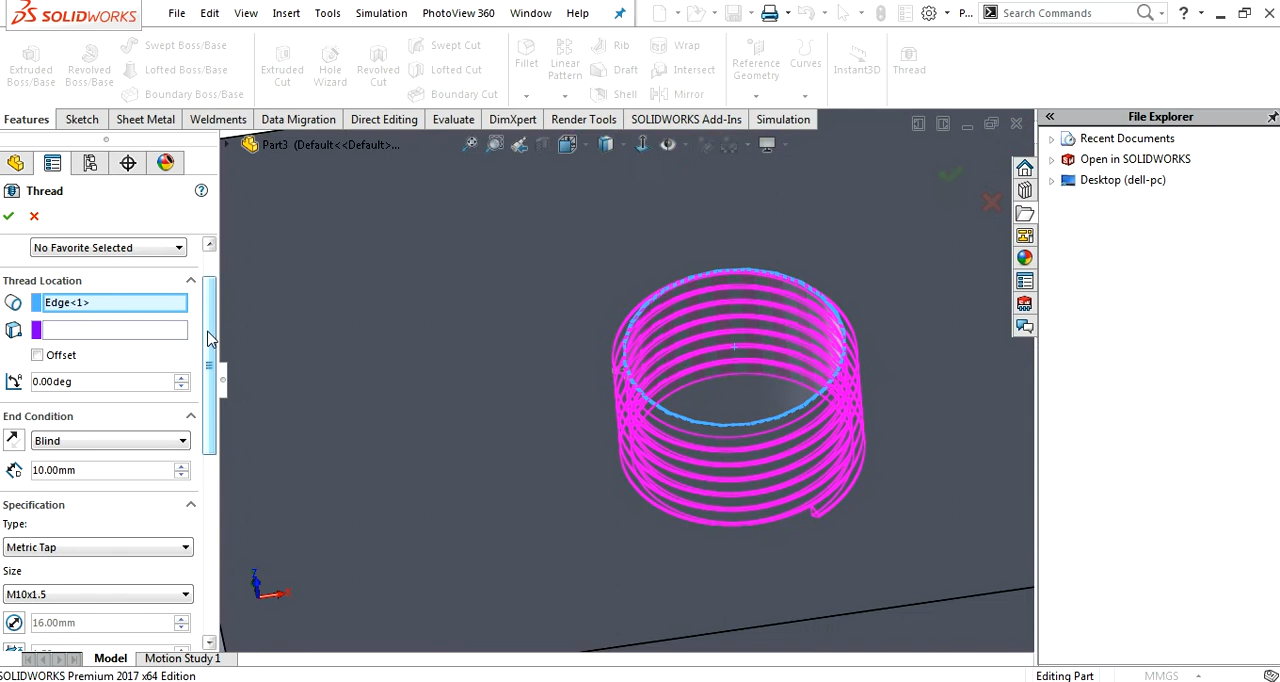 SOLIDWORKS File Edit View Insert Tools Simulation PhotoView 360 Window Help P... Search Commands ?
Extruded Boss/Base
Revolved Boss/Base
Swept Boss/Base
Lofted Boss/Base
Boundary Boss/Base
Extruded Cut
Hole Wizard
Revolved Cut
Swept Cut
Lofted Cut
Boundary Cut
Fillet
Linear Pattern
Rib
Draft
Shell
Wrap
Intersect
Mirror
Reference Geometry
Curves
Instant3D
Thread
Features Sketch Sheet Metal Weldments Data Migration Direct Editing Evaluate DimXpert Render Tools SOLIDWORKS Add-Ins Simulation
Part3 (Default<<Default>...
Thread ?
No Favorite Selected
Thread Location
Edge<1>
Offset
0.00deg
End Condition
Blind
10.00mm
Specification
Type:
Metric Tap
Size
M10x1.5
16.00mm
Z
File Explorer
Recent Documents
Open in SOLIDWORKS
Desktop (dell-pc)
Model Motion Study 1
SOLIDWORKS Premium 2017 x64 Edition Editing Part MMGS